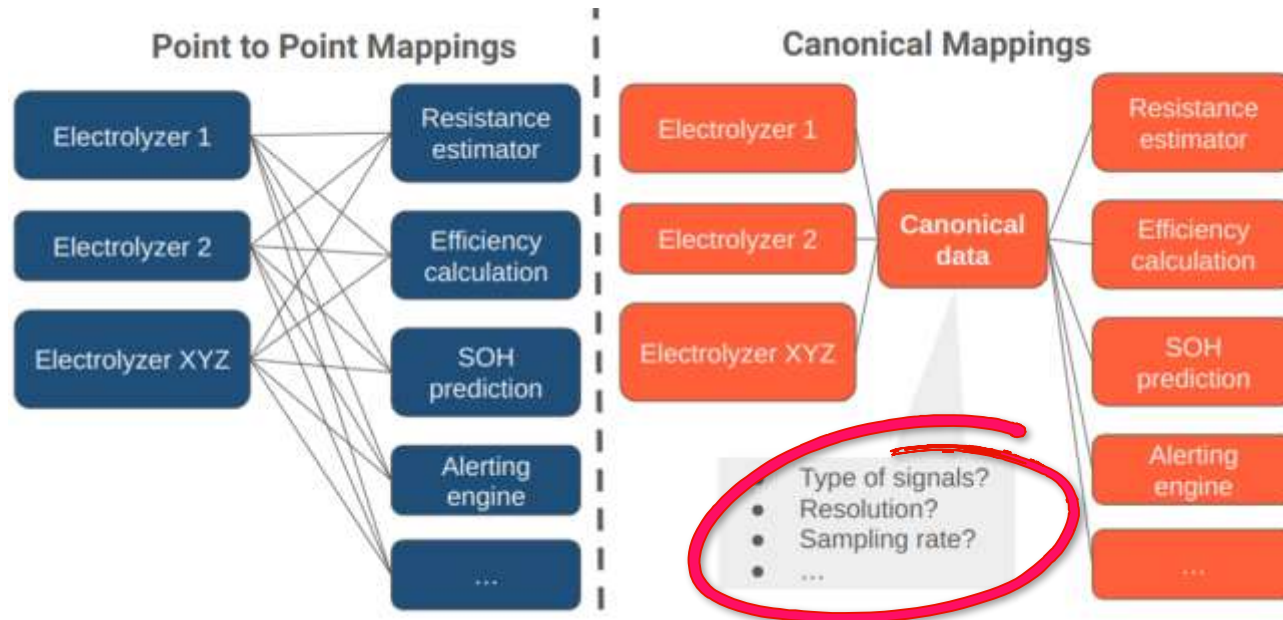 Point to Point Mappings
Electrolyzer 1
Electrolyzer 2
Electrolyzer XYZ
Resistance
estimator
Efficiency
calculation
SOH
prediction
Alerting
engine
...
Canonical Mappings
Electrolyzer 1
Electrolyzer 2
Electrolyzer XYZ
Canonical
data
● Type of signals?
● Resolution?
● Sampling rate?
● ...
Resistance
estimator
Efficiency
calculation
SOH
prediction
Alerting
engine
...